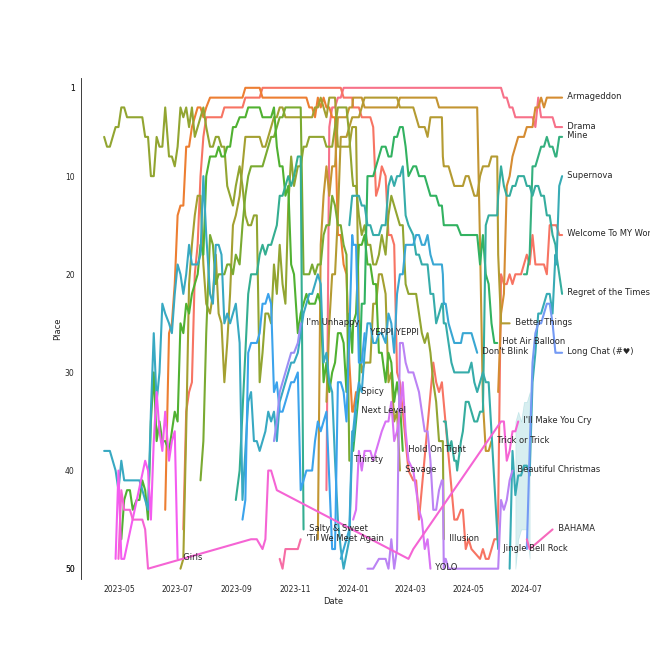 1
Armageddon
Drama
Mine
10
Supernova
Welcome To MY Wor
20
Regret of the Times
I'm Unhappy
Better Things
YEPPI YEPPI
Hot Air Balloon
Don't Blink
Long Chat (#♥)
30
Spicy
Next Level
I'll Make You Cry
Trick or Trick
Hold On Tight
Thirsty
40
Savage
Beautiful Christmas
Salty & Sweet
BAHAMA
'Til We Meet Again
Illusion
Jingle Bell Rock
Girls
50
YOLO
Place
2023-05
2023-07
2023-09
2023-11
2024-01
2024-03
2024-05
2024-07
Date